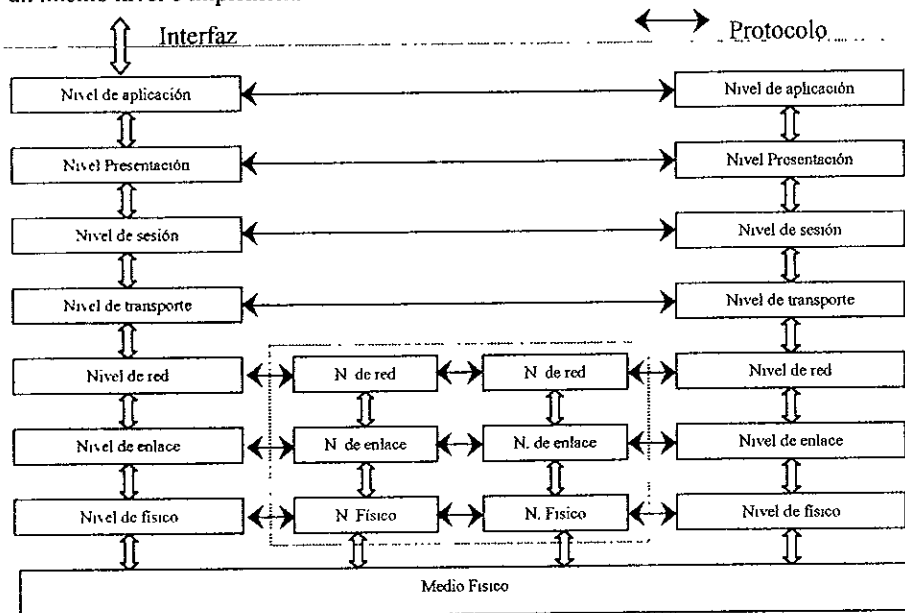 Interfaz
Protocolo
Nivel de aplicación
Nivel de aplicación
Nivel Presentación
Nivel Presentación
Nivel de sesión
Nivel de sesión
Nivel de transporte
Nivel de transporte
Nivel de red
N de red
N de red
Nivel de red
Nivel de enlace
N de enlace
N. de enlace
Nivel de enlace
Nivel de físico
N Físico
N. Fisico
Nivel de físico
Medio Fisico